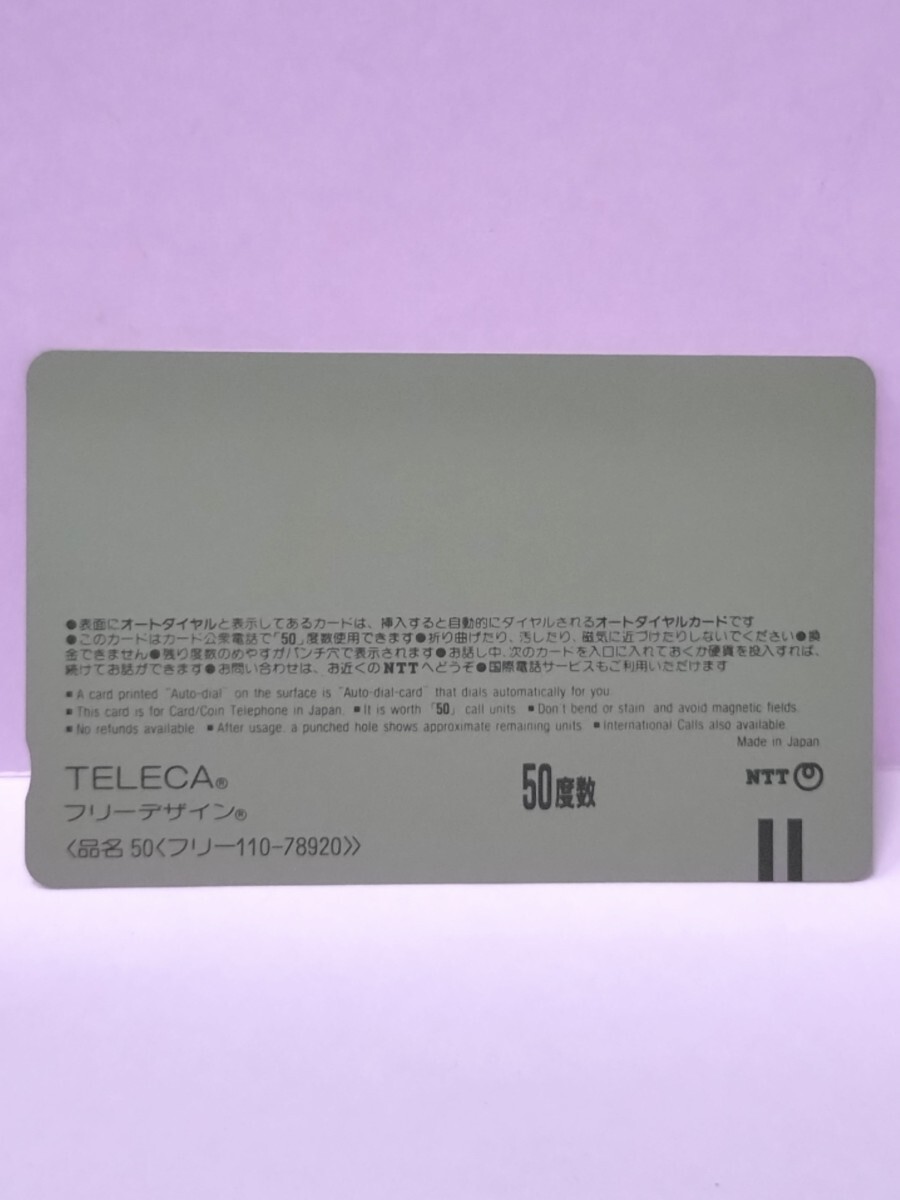 ●表面にオートダイヤルと表示してあるカードは、挿入すると自動的にダイヤルされるオートダイヤルカードです
●このカードはカード公衆電話で「50」度数使用できます●折り曲げたり、汚したり、磁気に近づけたりしないでください●換
金できません●残り度数のめやすがパンチ穴で表示されます●お話し中、次のカードを入口に入れておくか硬貨を投入すれば、
続けてお話ができます●お問い合わせは、お近くのNTTへどうぞ●国際電話サービスもご利用いただけます
■A card printed "Auto-dial" on the surface is "Auto-dial-card" that dials automatically for you.
■This card is for Card/Coin Telephone in Japan. ■It is worth 「50」 call units. ■Don't bend or stain, and avoid magnetic fields.
■No refunds available. ■After usage, a punched hole shows approximate remaining units. ■International Calls also available.
Made in Japan
TELECA®
フリーデザイン®
50度数
NTT
〈品名 50〈フリー110-78920〉〉